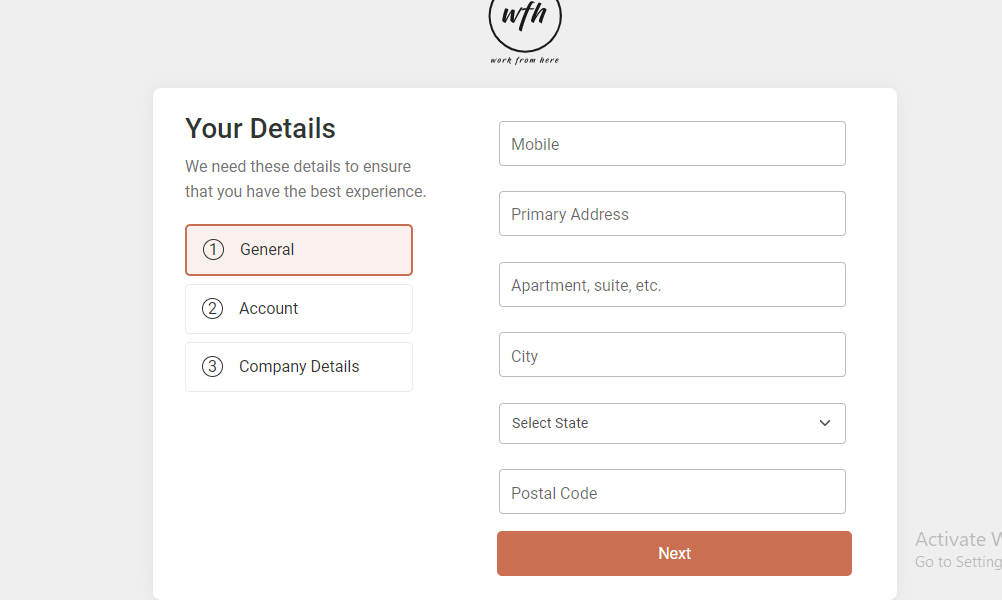 wfh
work from here
Your Details
We need these details to ensure
that you have the best experience.
1 General
2 Account
3 Company Details
Mobile
Primary Address
Apartment, suite, etc.
City
Select State
Postal Code
Next
Activate W
Go to Setting